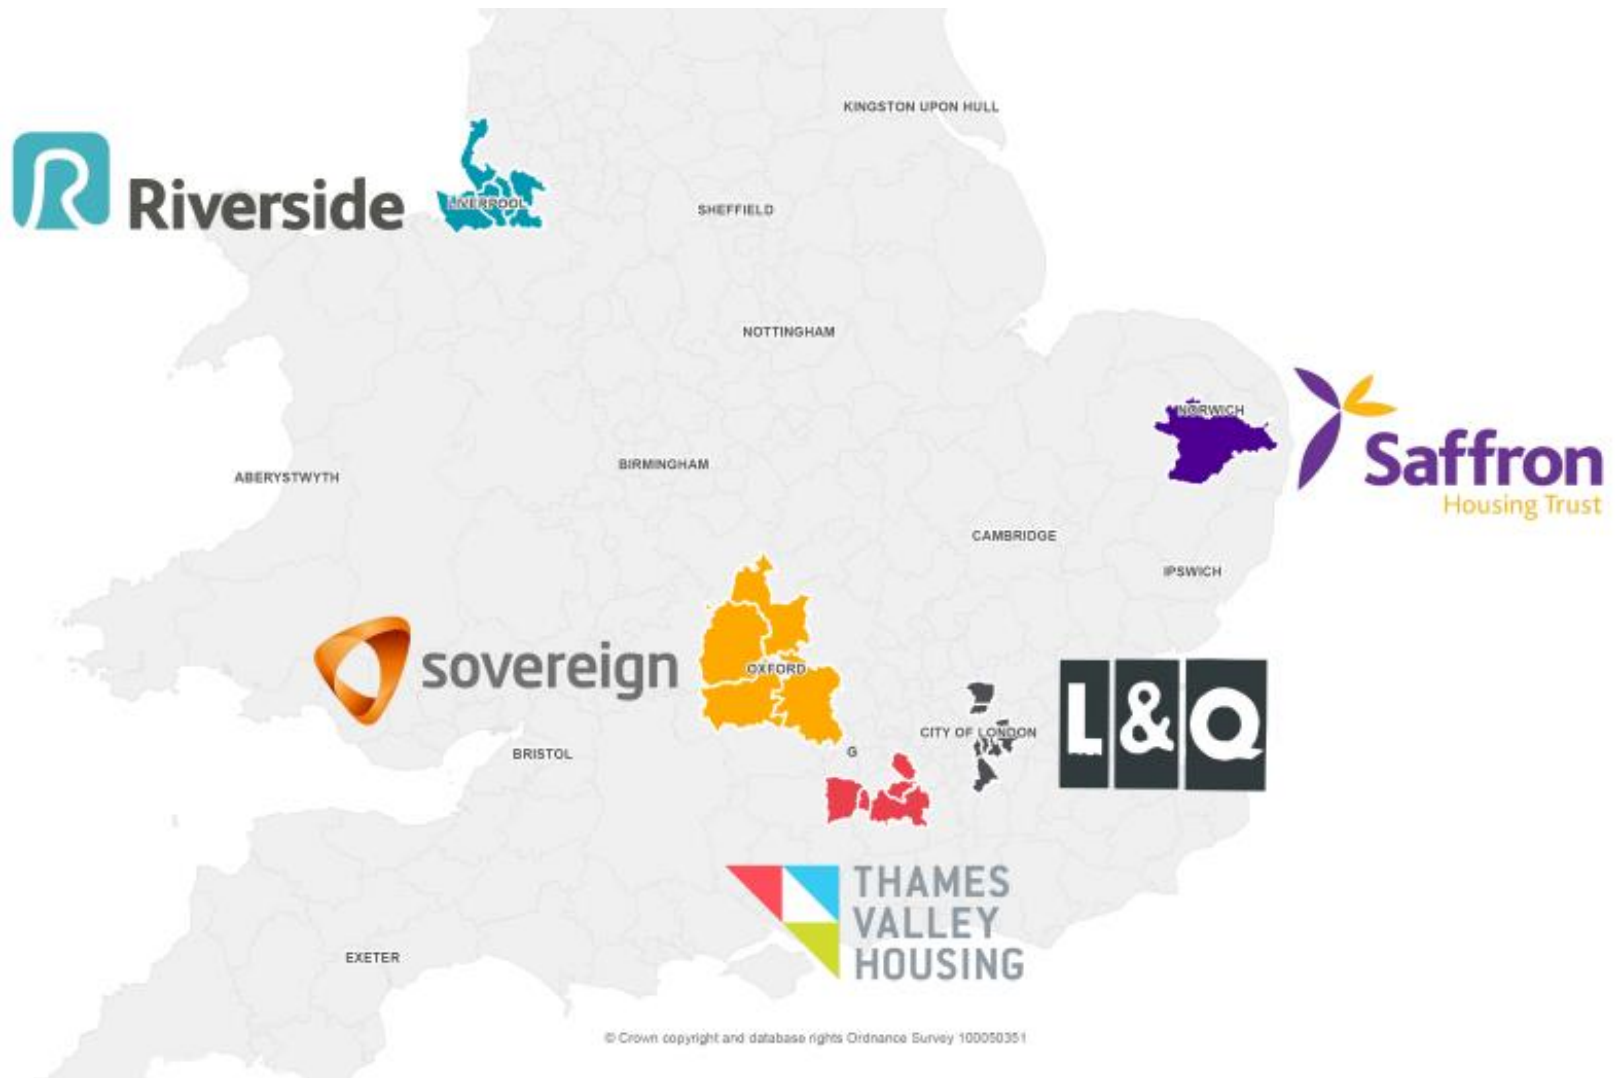 KINGSTON UPON HULL
Riverside
LIVERPOOL
SHEFFIELD
NOTTINGHAM
NORWICH
Saffron
Housing Trust
BIRMINGHAM
ABERYSTWYTH
CAMBRIDGE
IPSWICH
sovereign
OXFORD
L&Q
CITY OF LONDON
G
BRISTOL
THAMES
VALLEY
HOUSING
EXETER
© Crown copyright and database rights Ordnance Survey 100050351